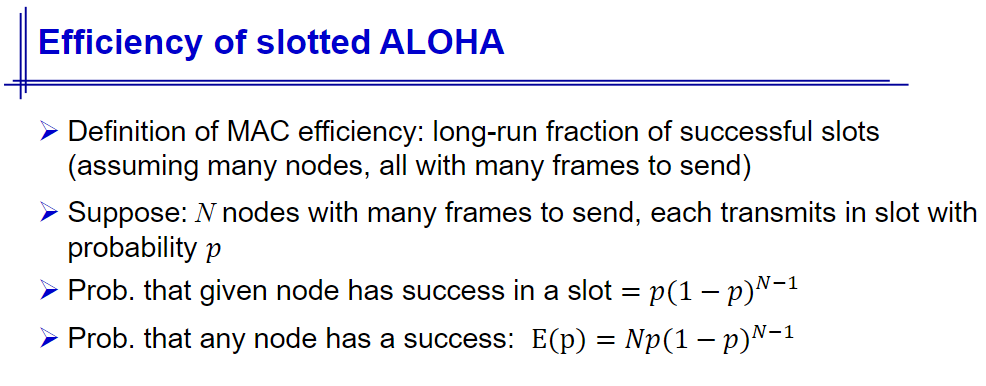 Efficiency of slotted ALOHA
➢ Definition of MAC efficiency: long-run fraction of successful slots
(assuming many nodes, all with many frames to send)
➢ Suppose: N nodes with many frames to send, each transmits in slot with
probability p
➢ Prob. that given node has success in a slot = p(1 − p)^{N−1}
➢ Prob. that any node has a success: E(p) = Np(1 − p)^{N−1}